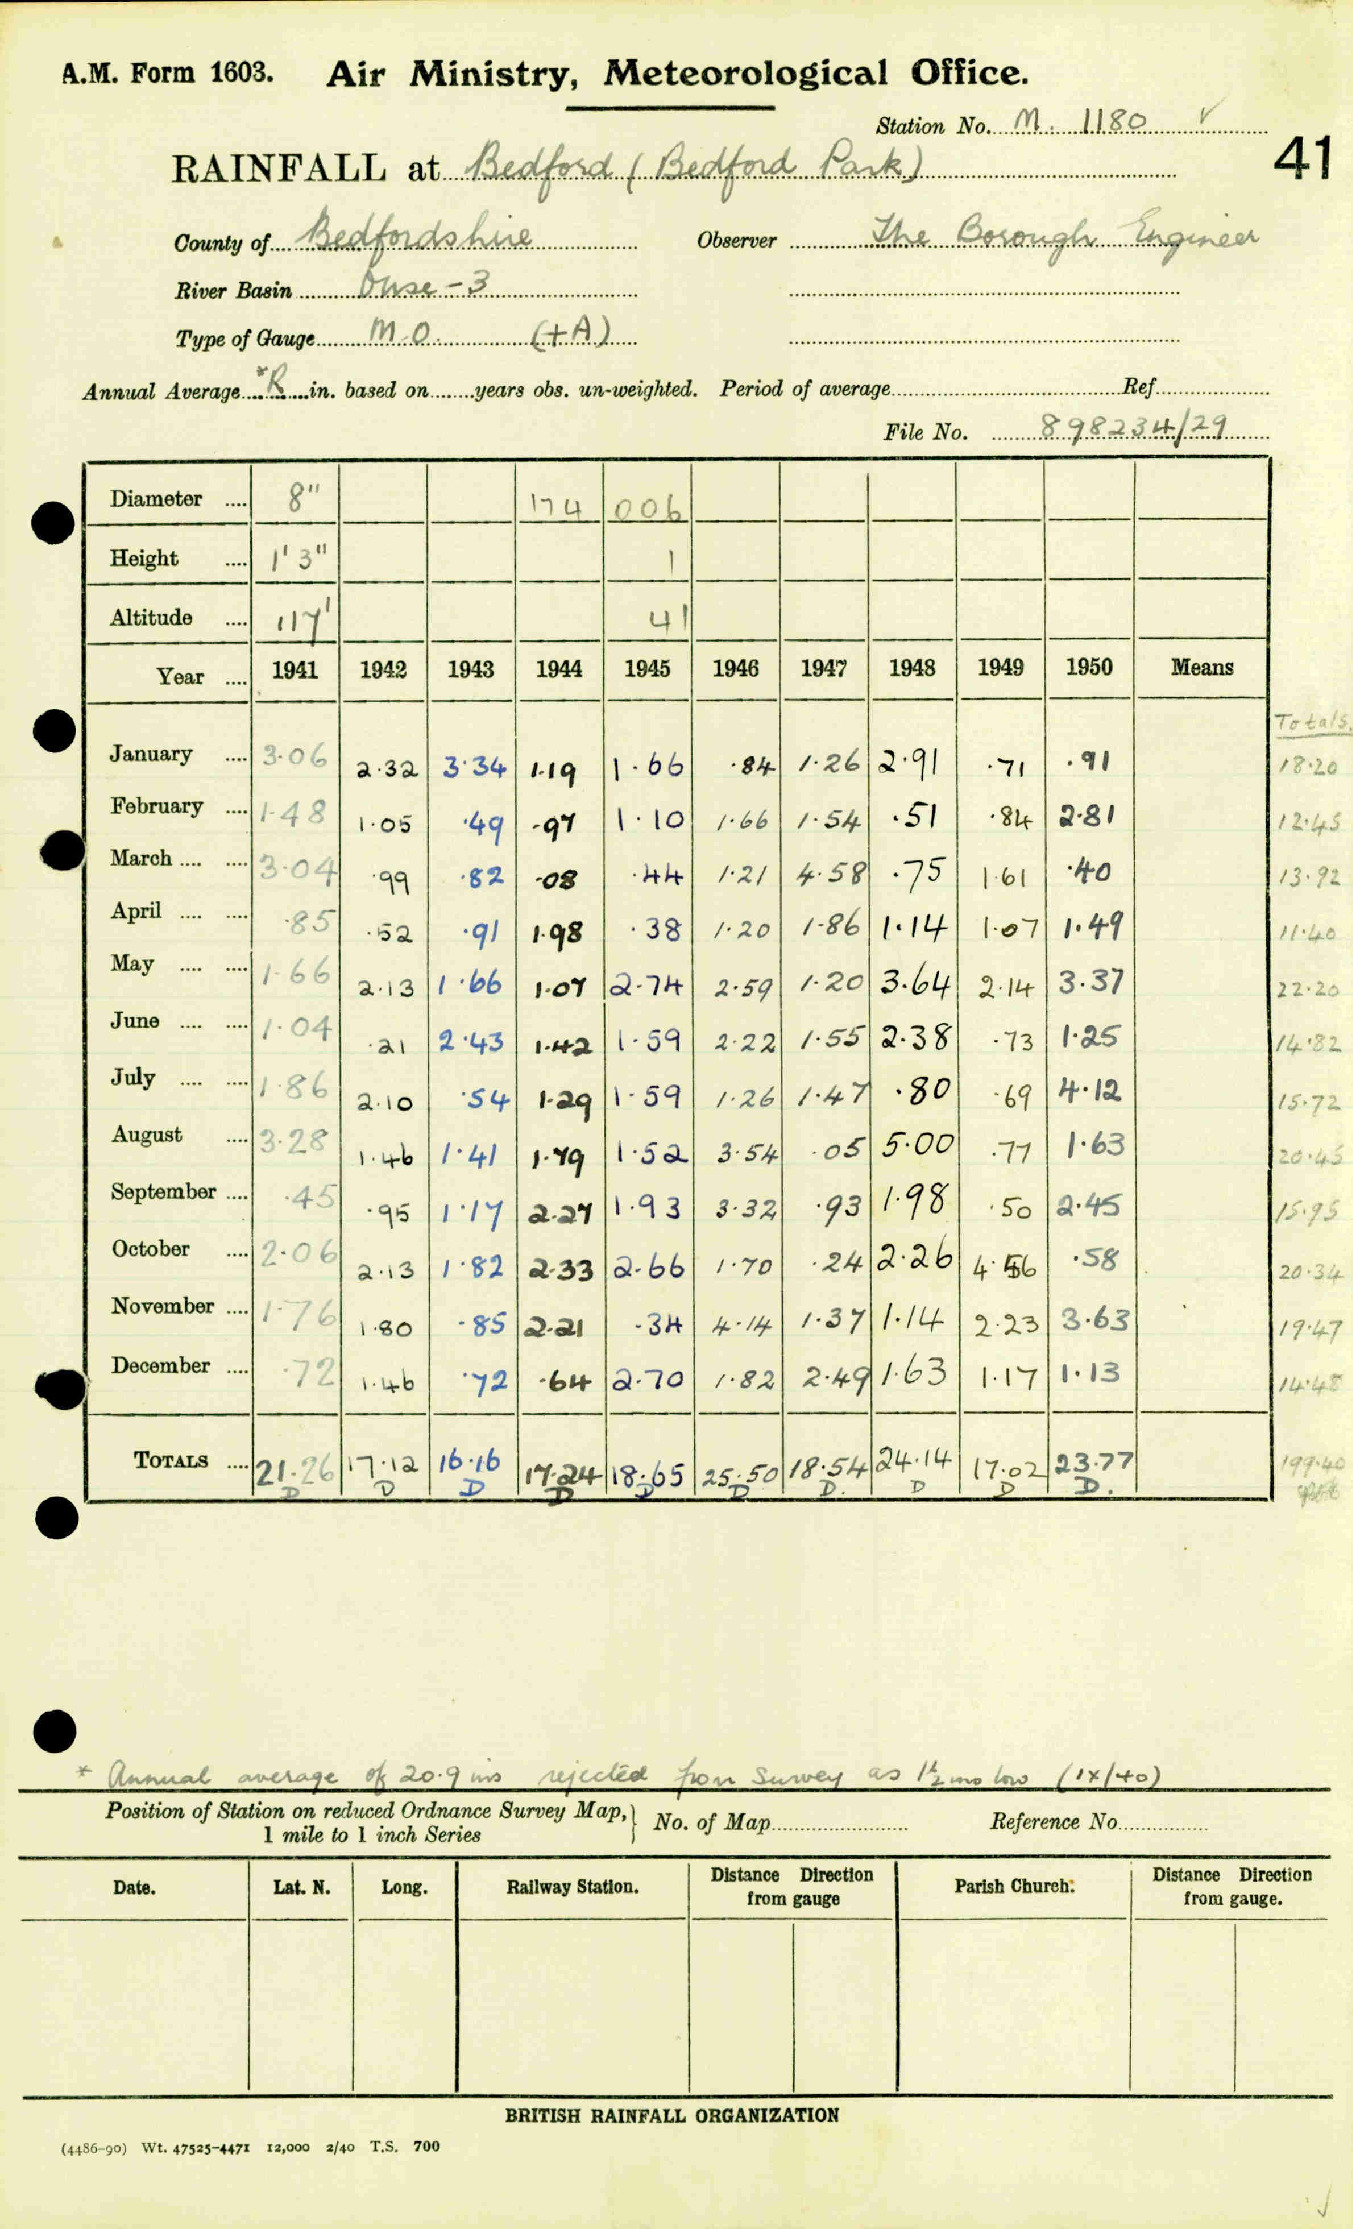 A.M. Form 1603. Air Ministry, Meteorological Office.
Station No. M. 1180 ✓
41
RAINFALL at Bedford (Bedford Park)
County of Bedfordshire Observer The Borough Engineer
River Basin Ouse - 3
Type of Gauge M.O. (+A)
Annual Average *R in. based on years obs. un-weighted. Period of average Ref.
File No. 898234/29
Diameter 8" 174 006
Height 1'3" 1
Altitude 117' 41
Year 1941 1942 1943 1944 1945 1946 1947 1948 1949 1950 Means
Totals.
January 3.06 2.32 3.34 1.19 1.66 .84 1.26 2.91 .71 .91 18.20
February 1.48 1.05 .49 .97 1.10 1.66 1.54 .51 .84 2.81 12.45
March 3.04 .99 .82 .08 .44 1.21 4.58 .75 1.61 .40 13.92
April .85 .52 .91 1.98 .38 1.20 1.86 1.14 1.07 1.49 11.40
May 1.66 2.13 1.66 1.07 2.74 2.59 1.20 3.64 2.14 3.37 22.20
June 1.04 .21 2.43 1.42 1.59 2.22 1.55 2.38 .73 1.25 14.82
July 1.86 2.10 .54 1.29 1.59 1.26 1.47 .80 .69 4.12 15.72
August 3.28 1.46 1.41 1.79 1.52 3.54 .05 5.00 .77 1.63 20.45
September .45 .95 1.17 2.27 1.93 3.32 .93 1.98 .50 2.45 15.95
October 2.06 2.13 1.82 2.33 2.66 1.70 .24 2.26 4.56 .58 20.34
November 1.76 1.80 .85 2.21 .34 4.14 1.37 1.14 2.23 3.63 19.47
December .72 1.46 .72 .64 2.70 1.82 2.49 1.63 1.17 1.13 14.48
TOTALS 21.26 17.12 16.16 17.24 18.65 25.50 18.54 24.14 17.02 23.77 199.40
D D D D D D D. D D D.
* Annual average of 20.9 ins rejected from Survey as 1½ ins low (1X/40)
Position of Station on reduced Ordnance Survey Map, } No. of Map Reference No.
1 mile to 1 inch Series
Date. Lat. N. Long. Railway Station. Distance Direction from gauge Parish Church. Distance Direction from gauge.
BRITISH RAINFALL ORGANIZATION
(4486-90) Wt. 47525-4471 12,000 2/40 T.S. 700